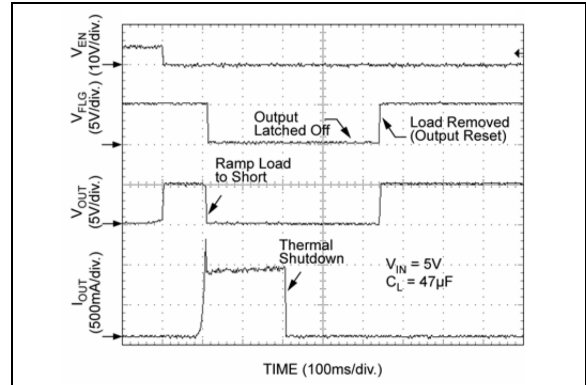 V_EN
(10V/div.)
V_FLG
(5V/div.)
Output
Latched Off
Load Removed
(Output Reset)
Ramp Load
to Short
V_OUT
(5V/div.)
Thermal
Shutdown
V_IN = 5V
C_L = 47µF
I_OUT
(500mA/div.)
TIME (100ms/div.)